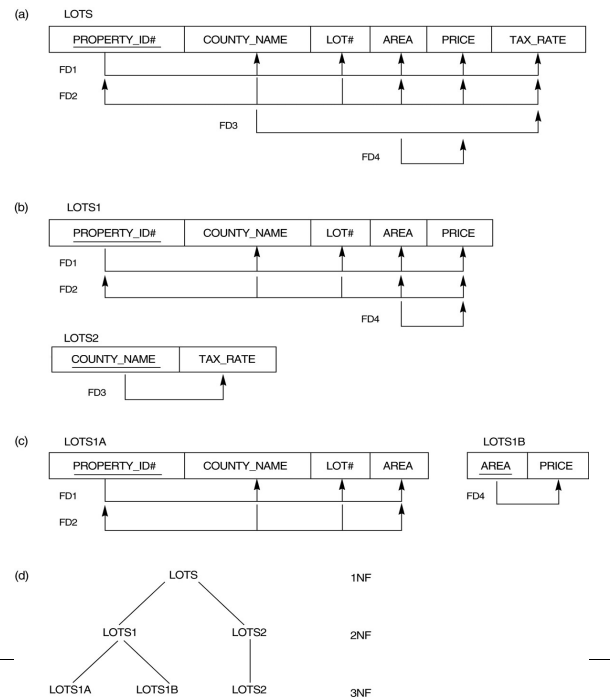 (a) LOTS
PROPERTY_ID# COUNTY_NAME LOT# AREA PRICE TAX_RATE
FD1
FD2
FD3
FD4
(b) LOTS1
PROPERTY_ID# COUNTY_NAME LOT# AREA PRICE
FD1
FD2
FD4
LOTS2
COUNTY_NAME TAX_RATE
FD3
(c) LOTS1A LOTS1B
PROPERTY_ID# COUNTY_NAME LOT# AREA AREA PRICE
FD1 FD4
FD2
(d) LOTS 1NF
LOTS1 LOTS2 2NF
LOTS1A LOTS1B LOTS2 3NF